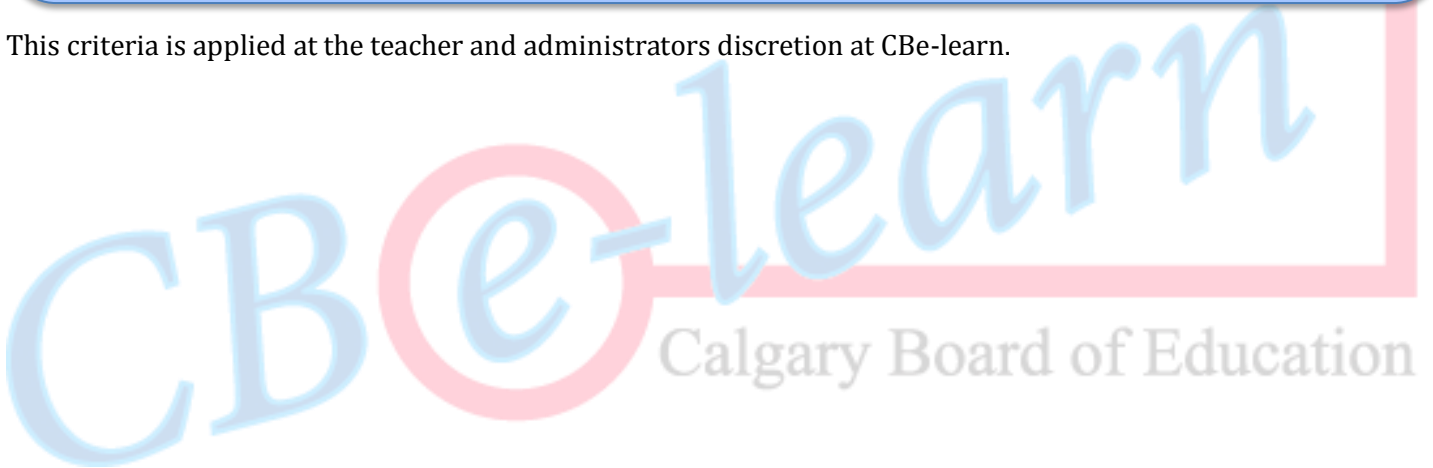 This criteria is applied at the teacher and administrators discretion at CBe-learn.
CBe-learn
Calgary Board of Education